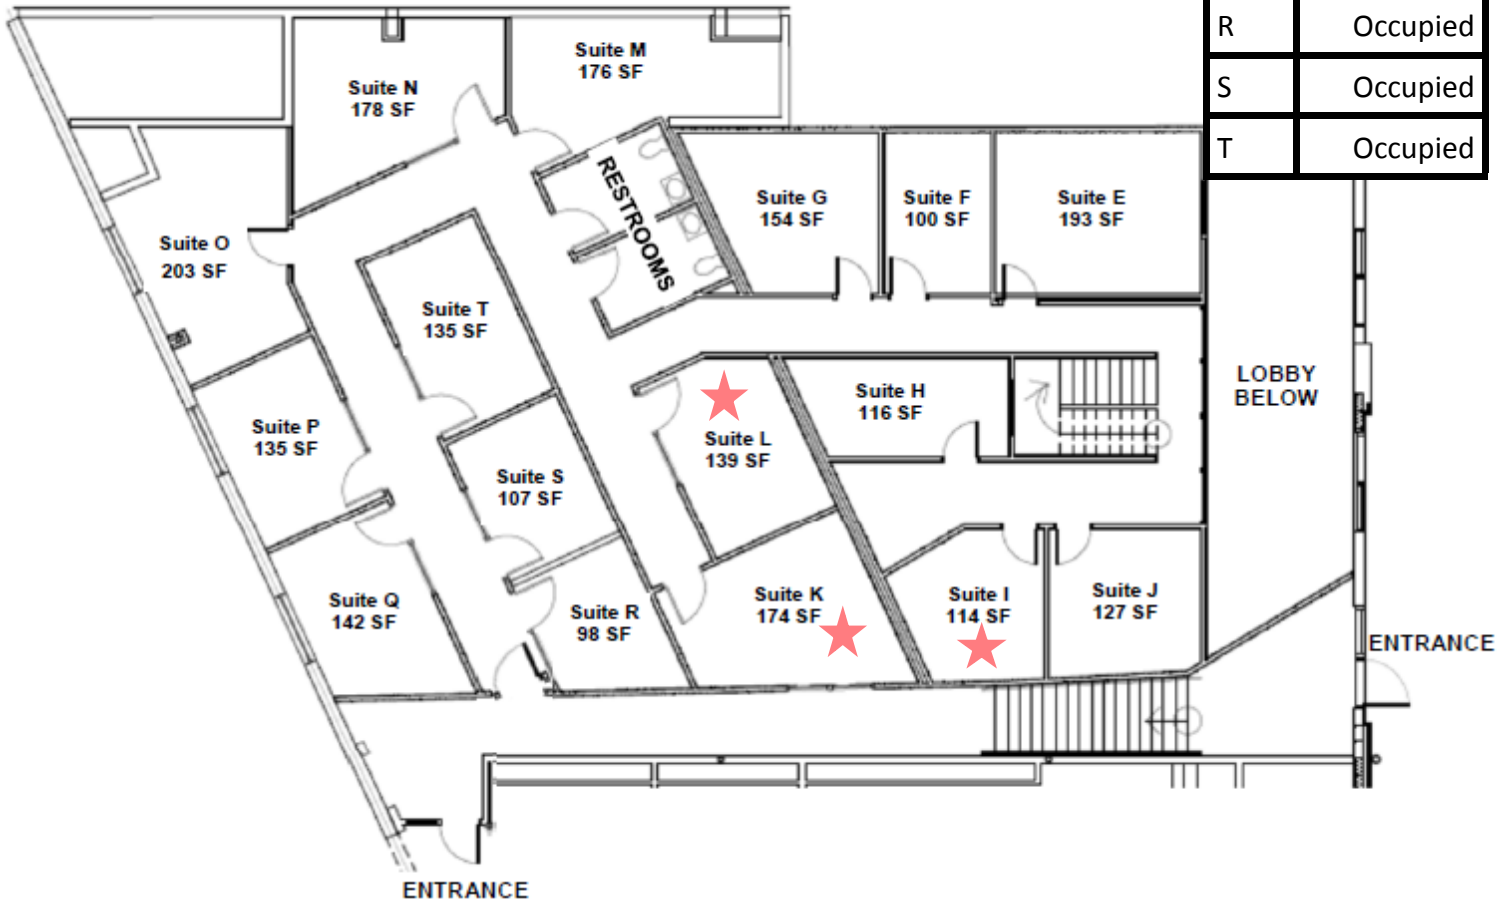 R Occupied
S Occupied
T Occupied
Suite M
176 SF
Suite N
178 SF
RESTROOMS
Suite G
154 SF
Suite F
100 SF
Suite E
193 SF
Suite O
203 SF
Suite T
135 SF
LOBBY
BELOW
Suite H
116 SF
Suite L
139 SF
Suite P
135 SF
Suite S
107 SF
Suite K
174 SF
Suite I
114 SF
Suite J
127 SF
Suite Q
142 SF
Suite R
98 SF
ENTRANCE
ENTRANCE